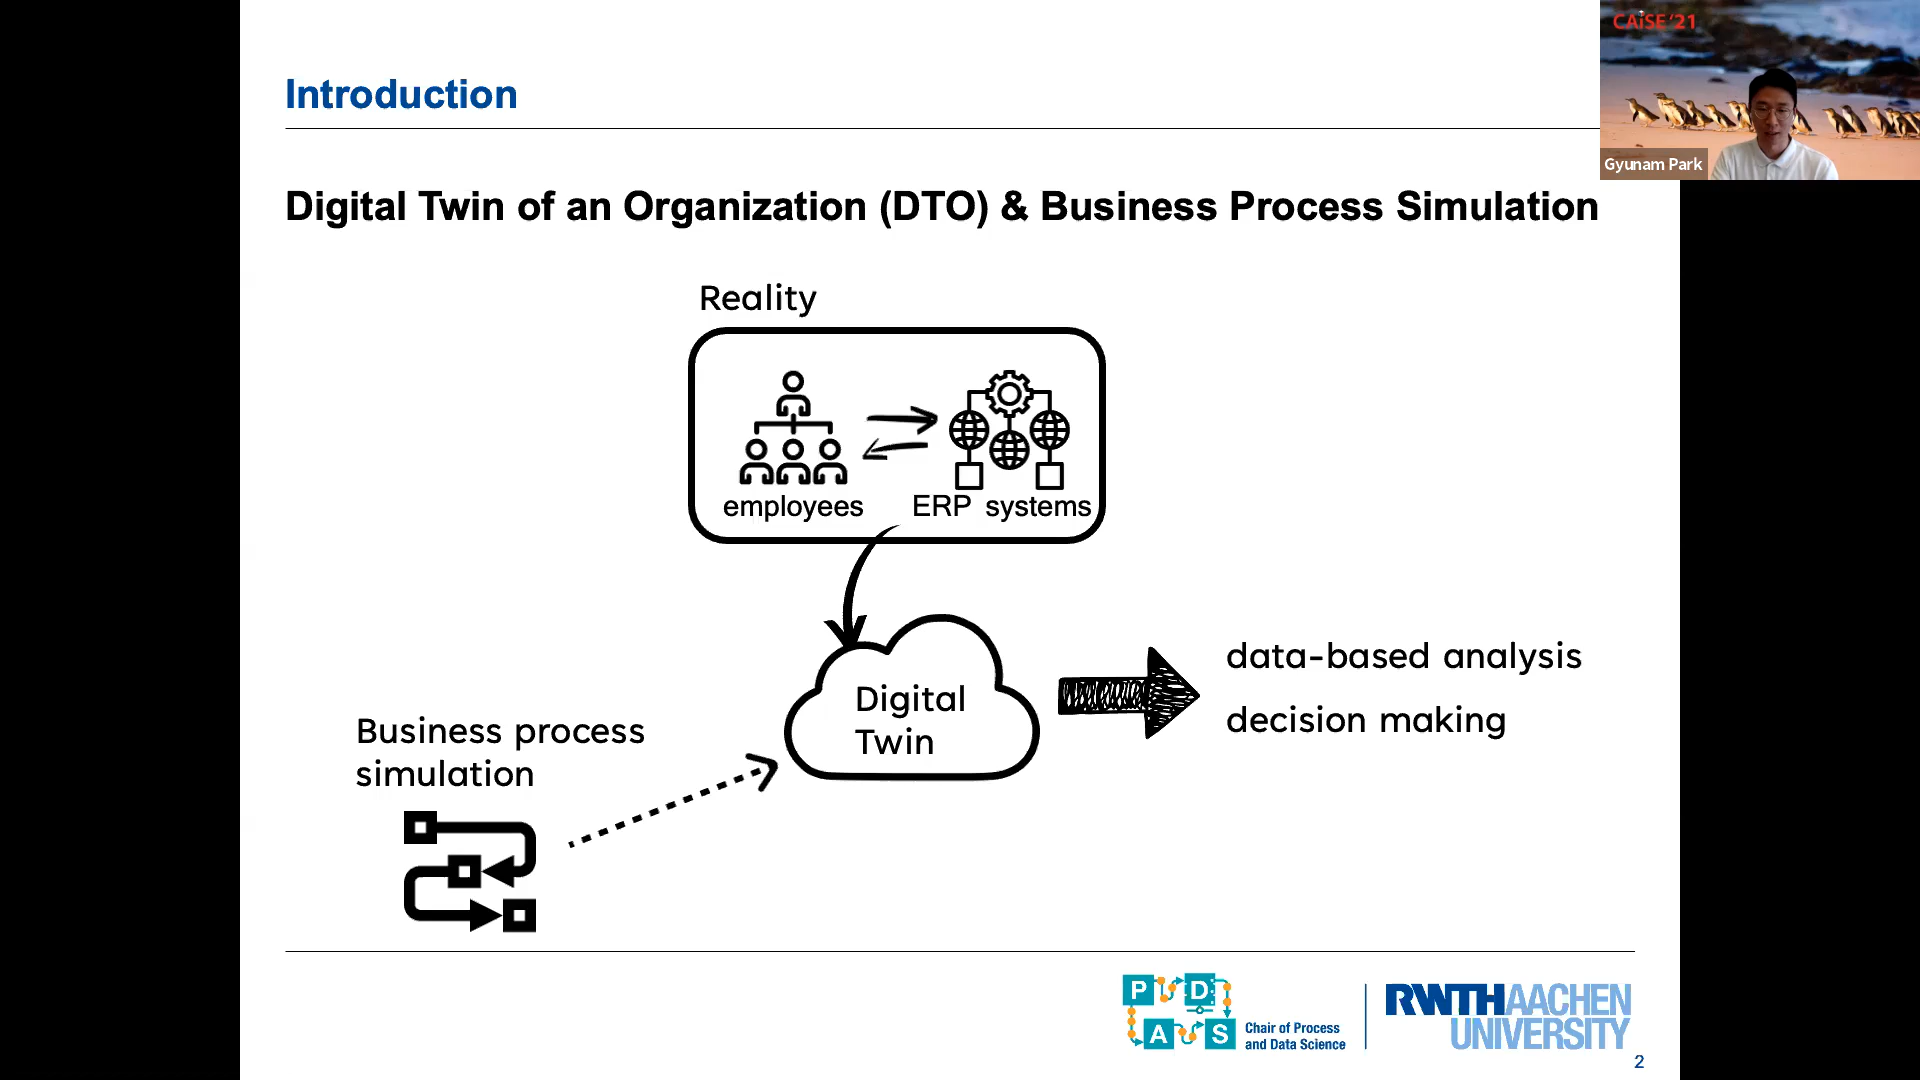 CAiSE'21
Gyunam Park
Introduction
Digital Twin of an Organization (DTO) & Business Process Simulation
Reality
employees
ERP systems
Digital
Twin
data-based analysis
decision making
Business process
simulation
P D
A S
Chair of Process
and Data Science
RWTHAACHEN
UNIVERSITY
2